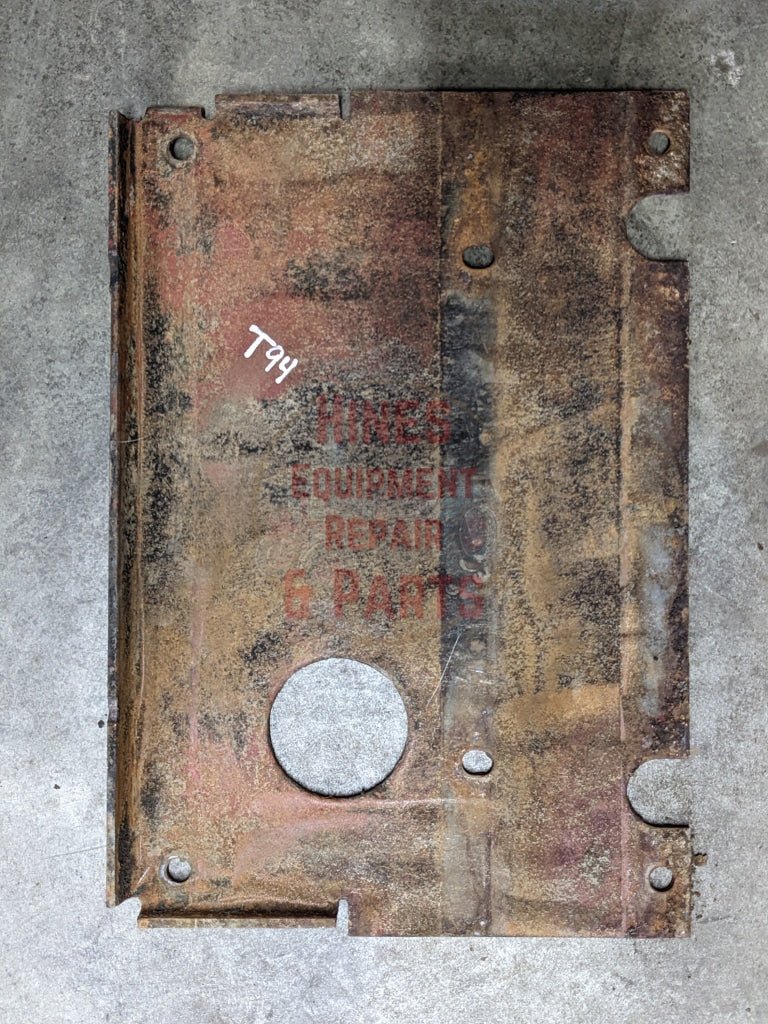 T94
HINES
EQUIPMENT
REPAIR
& PARTS